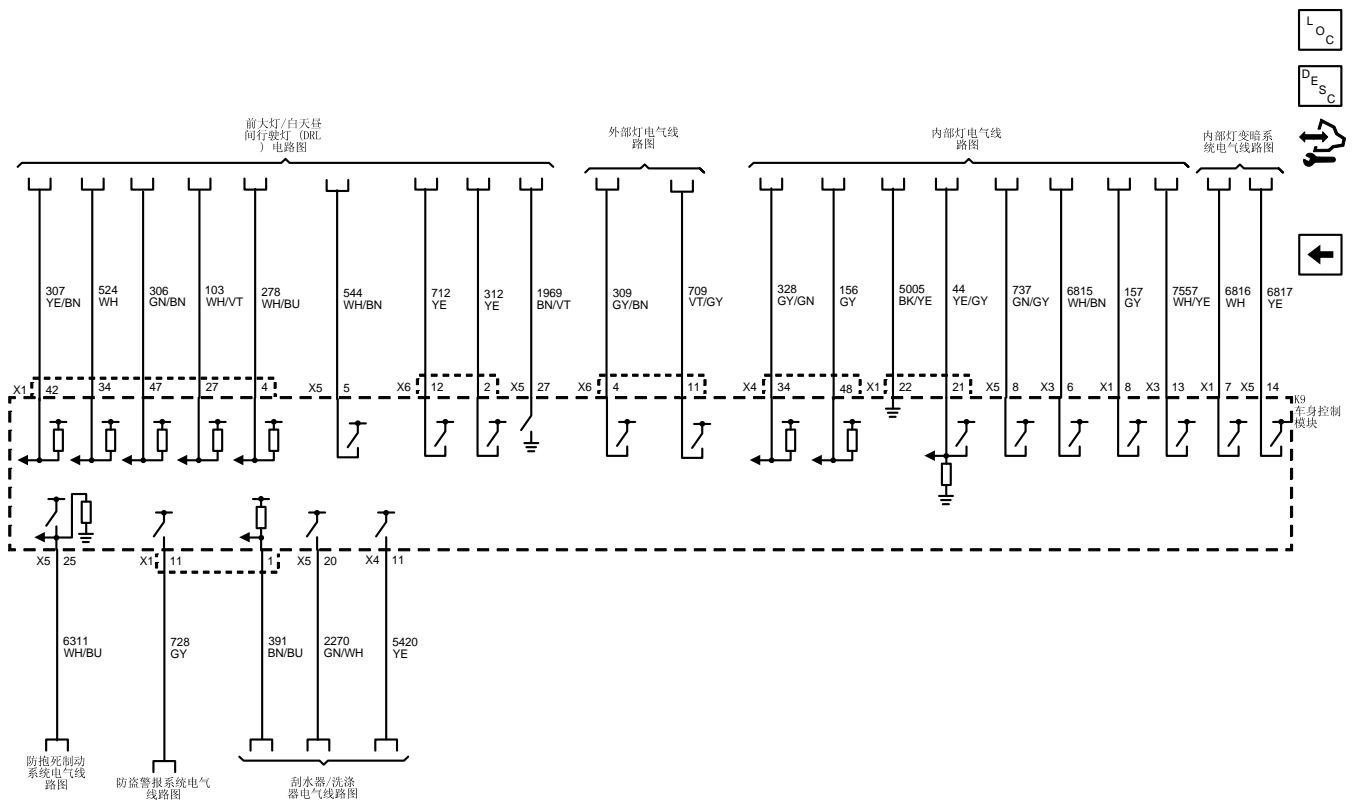 LOC
DESC
前大灯/白天昼
间行驶灯 (DRL
) 电路图
外部灯电气线
路图
内部灯电气线
路图
内部灯变暗系
统电气线路图
307
YE/BN
524
WH
306
GN/BN
103
WH/VT
278
WH/BU
544
WH/BN
712
YE
312
YE
1969
BN/VT
309
GY/BN
709
VT/GY
328
GY/GN
156
GY
5005
BK/YE
44
YE/GY
737
GN/GY
6815
WH/BN
157
GY
7557
WH/YE
6816
WH
6817
YE
X1 42 34 47 27 4 X5 5 X6 12 2 X5 27 X6 4 11 X4 34 48 X1 22 21 X5 8 X3 6 X1 8 X3 13 X1 7 X5 14
K9
车身控制
模块
X5 25 X1 11 1 X5 20 X4 11
6311
WH/BU
728
GY
391
BN/BU
2270
GN/WH
5420
YE
防抱死制动
系统电气线
路图
防盗警报系统电气
线路图
刮水器/洗涤
器电气线路图